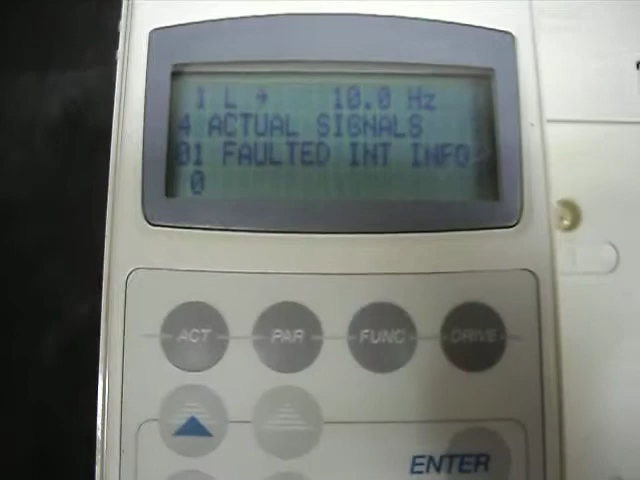 1 L → 10.0 Hz
4 ACTUAL SIGNALS
01 FAULTED INT INFO
0
ACT PAR FUNC DRIVE
ENTER